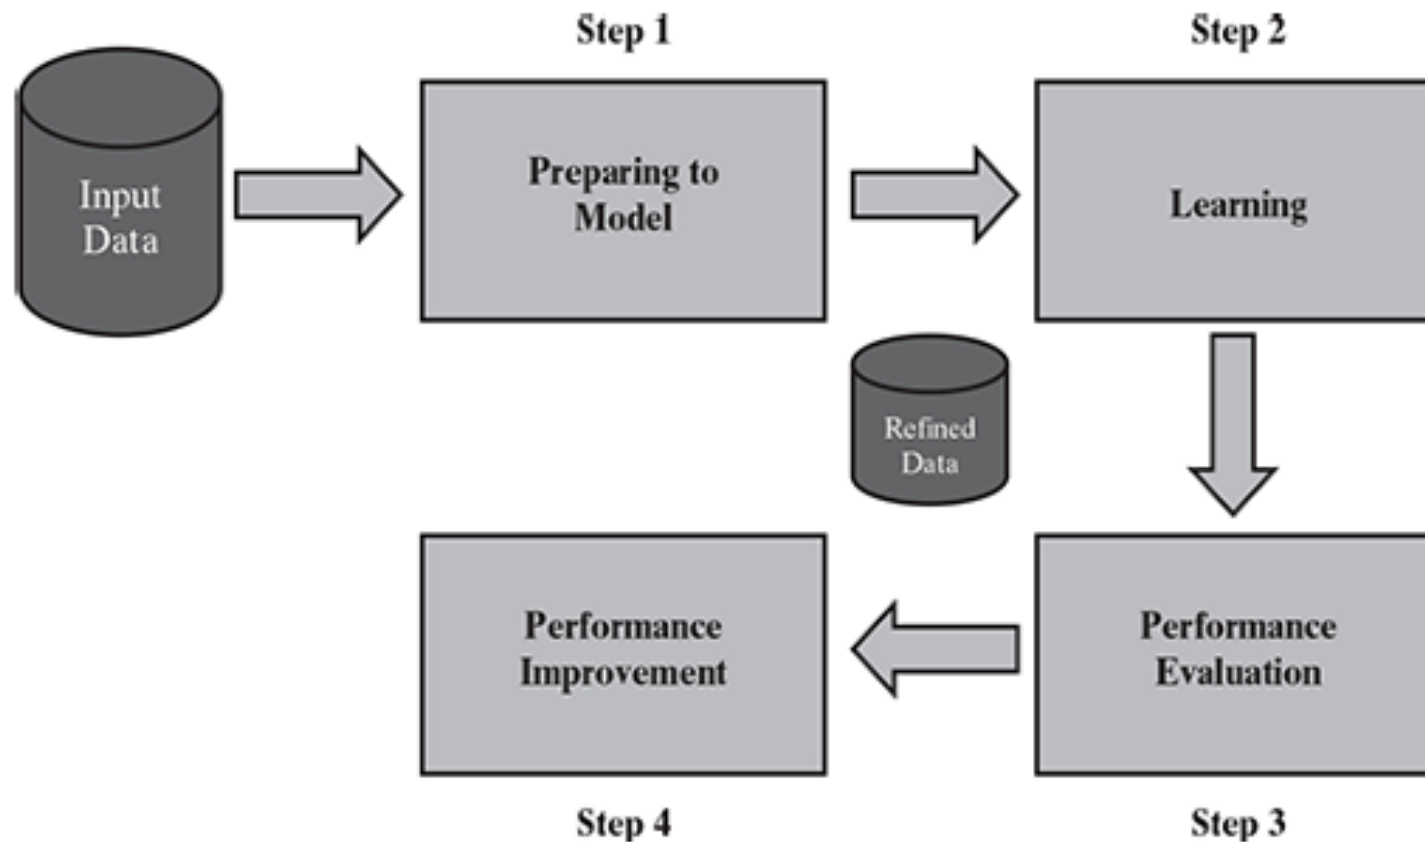 Step 1
Step 2
Input
Data
Preparing to
Model
Learning
Refined
Data
Performance
Improvement
Performance
Evaluation
Step 4
Step 3